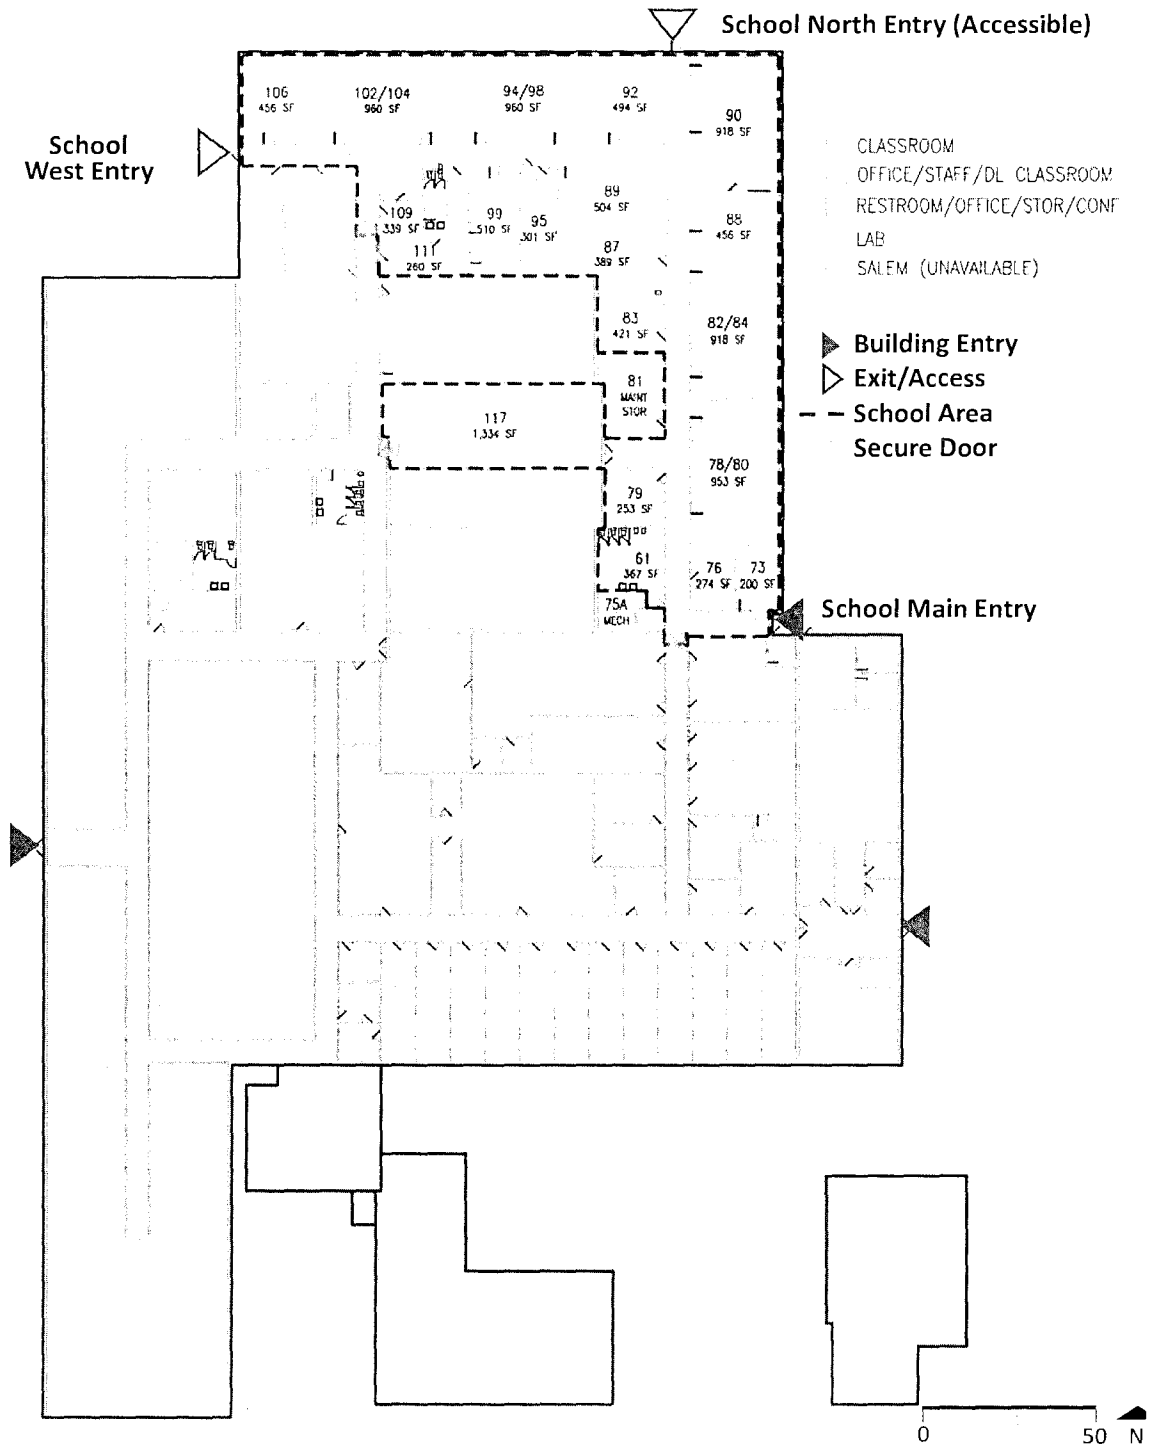 School North Entry (Accessible)
106
456 SF
102/104
960 SF
94/98
960 SF
92
494 SF
90
918 SF
School
West Entry
CLASSROOM
OFFICE/STAFF/DL CLASSROOM
RESTROOM/OFFICE/STOR/CONF
LAB
SALEM (UNAVAILABLE)
109
339 SF
99
510 SF
95
301 SF
89
504 SF
88
456 SF
111
260 SF
87
389 SF
83
421 SF
82/84
918 SF
Building Entry
Exit/Access
School Area
Secure Door
81
MAINT
STOR
117
1,334 SF
78/80
953 SF
79
253 SF
61
367 SF
76
274 SF
73
200 SF
75A
MECH
School Main Entry
0
50
N